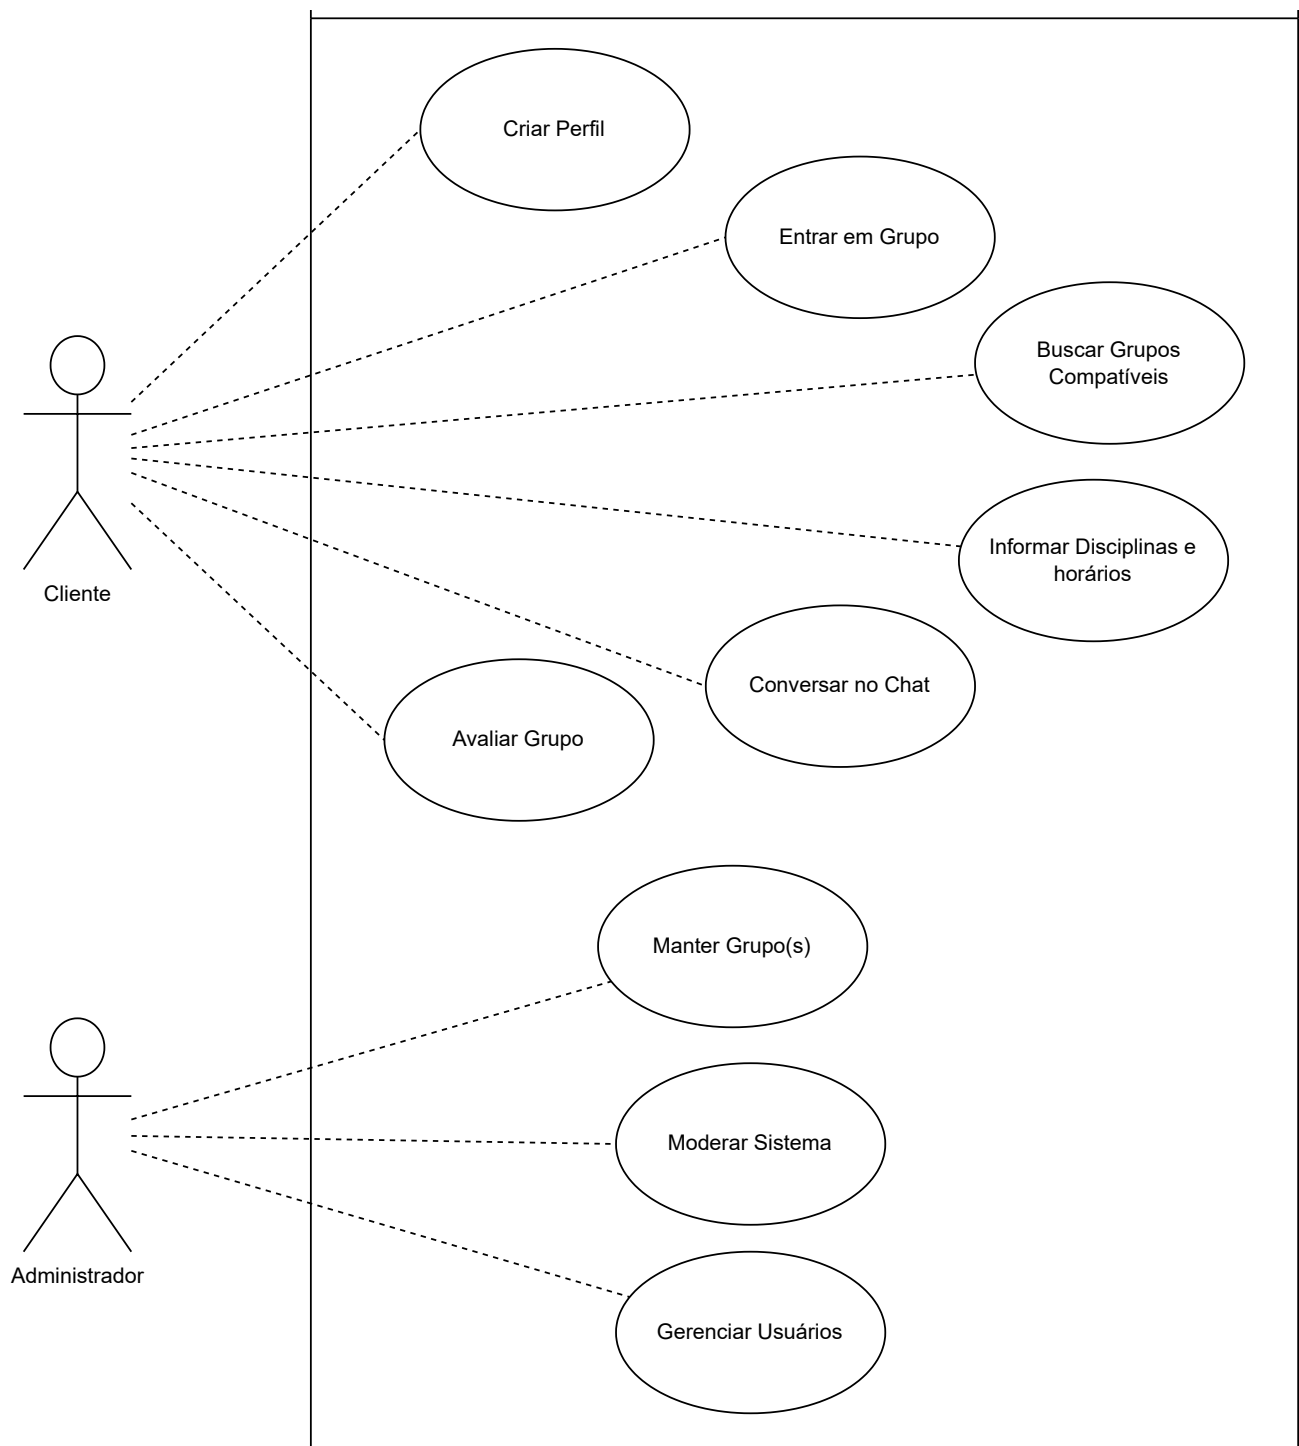 Criar Perfil
Entrar em Grupo
Buscar Grupos
Compatíveis
Informar Disciplinas e
horários
Cliente
Conversar no Chat
Avaliar Grupo
Manter Grupo(s)
Moderar Sistema
Administrador
Gerenciar Usuários